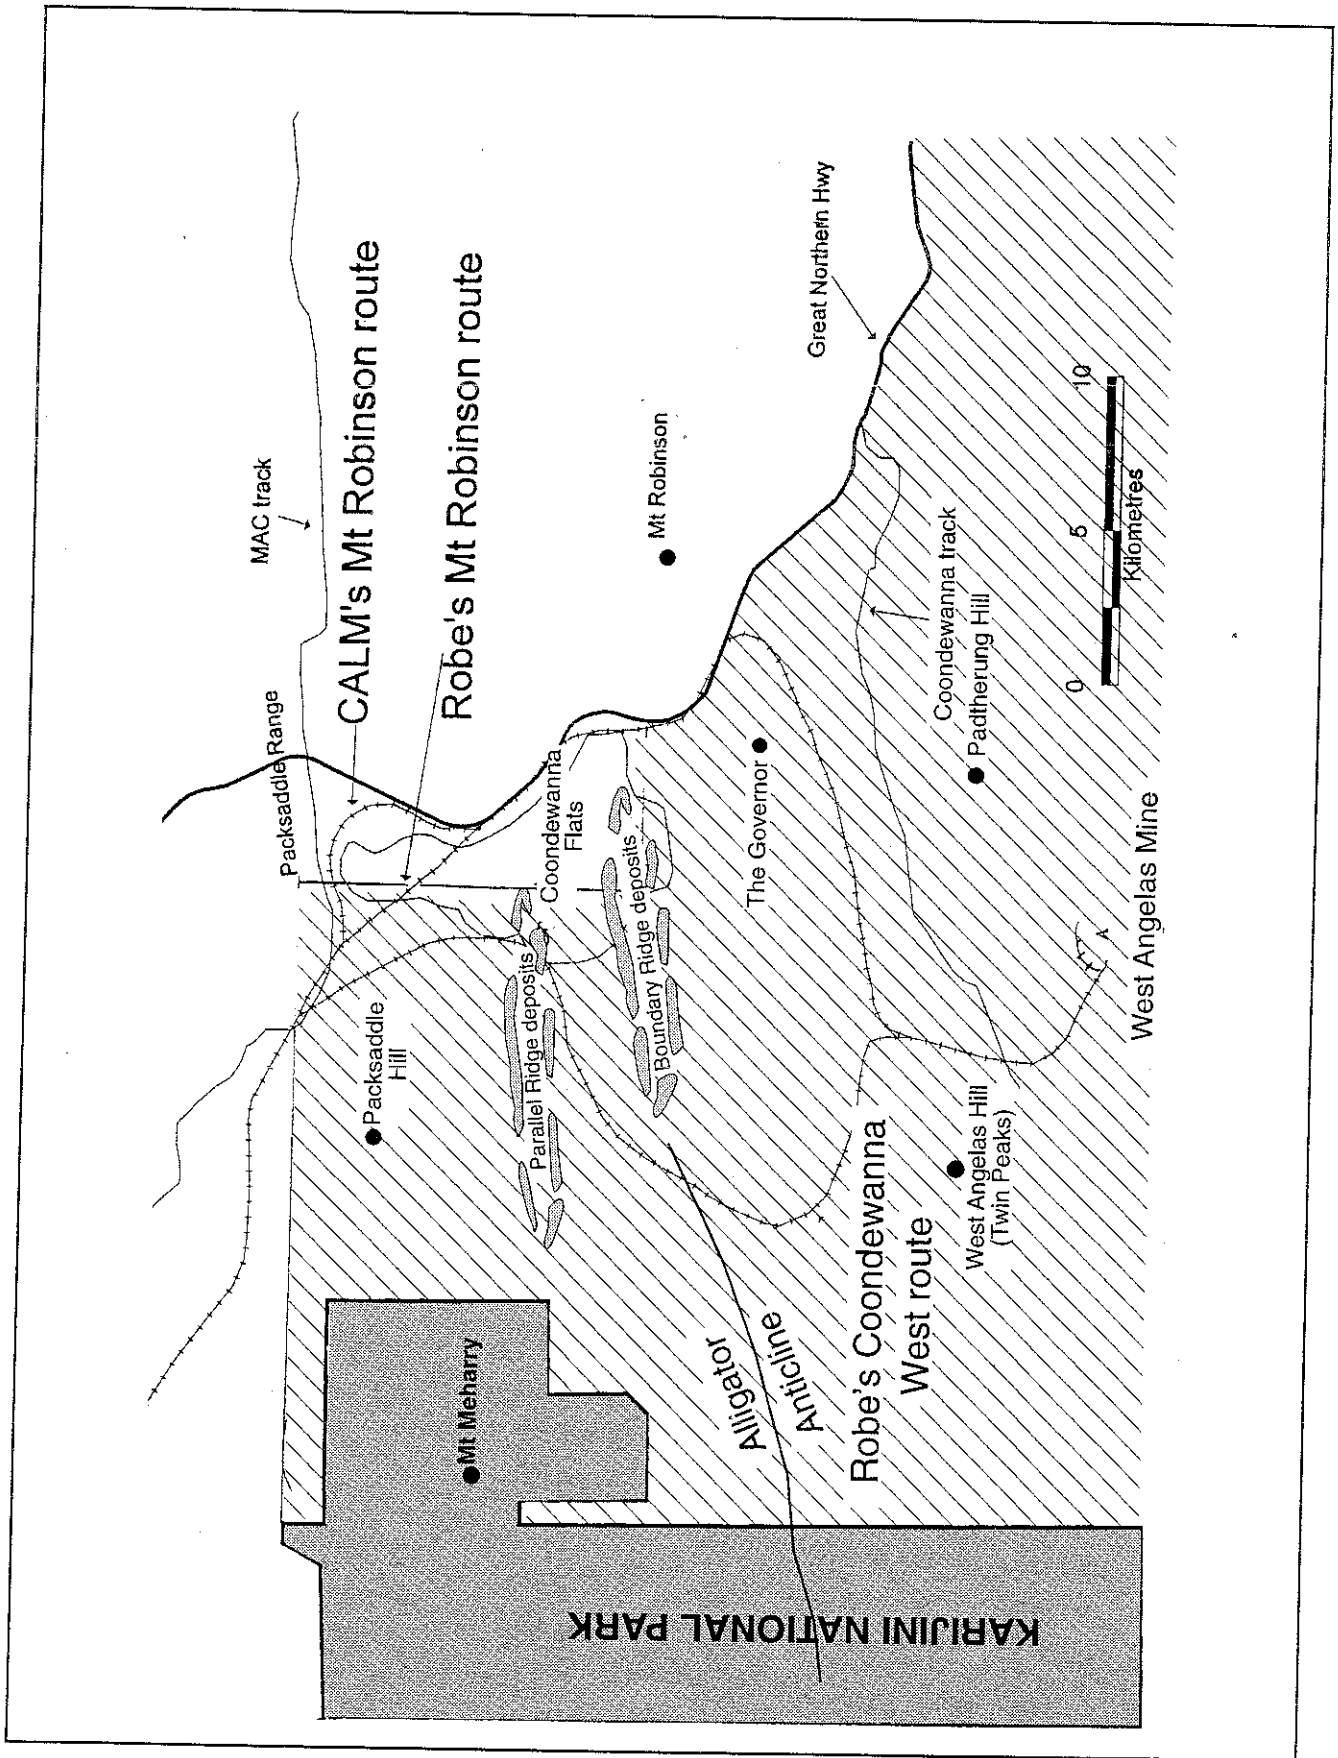 MAC track
CALM's Mt Robinson route
Robe's Mt Robinson route
Packsaddle Range
Great Northern Hwy
Mt Robinson
Coondewanna
Flats
Packsaddle
Hill
Parallel Ridge deposits
Boundary Ridge deposits
The Governor
Coondewanna track
Padtherung Hill
0
5
10
Kilometres
West Angelas Mine
A
West Angelas Hill
(Twin Peaks)
Robe's Coondewanna
West route
Alligator
Anticline
Mt Meharry
KARIJINI NATIONAL PARK